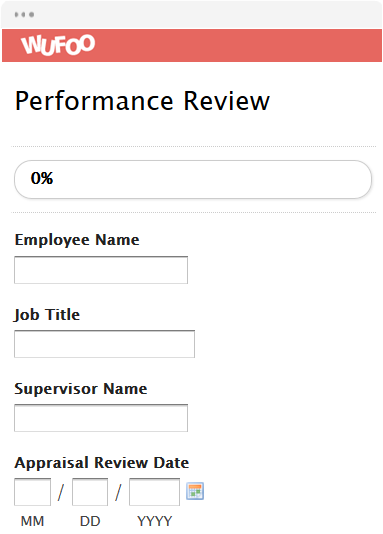 WUFOO
Performance Review
0%
Employee Name
Job Title
Supervisor Name
Appraisal Review Date
/ /
MM DD YYYY